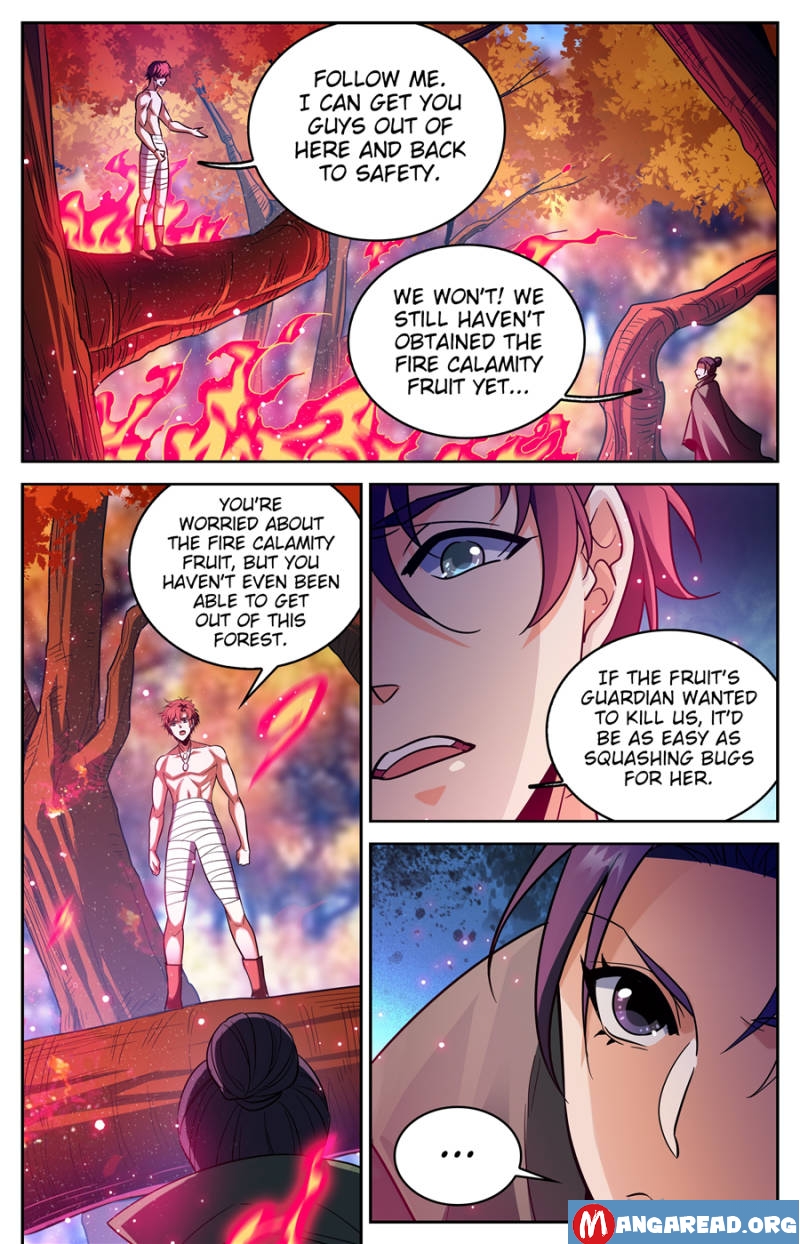 FOLLOW ME.
I CAN GET YOU
GUYS OUT OF
HERE AND BACK
TO SAFETY.
WE WON'T! WE
STILL HAVEN'T
OBTAINED THE
FIRE CALAMITY
FRUIT YET...
YOU'RE
WORRIED ABOUT
THE FIRE CALAMITY
FRUIT, BUT YOU
HAVEN'T EVEN BEEN
ABLE TO GET
OUT OF THIS
FOREST.
IF THE FRUIT'S
GUARDIAN WANTED
TO KILL US, IT'D
BE AS EASY AS
SQUASHING BUGS
FOR HER.
...
MANGAREAD.ORG